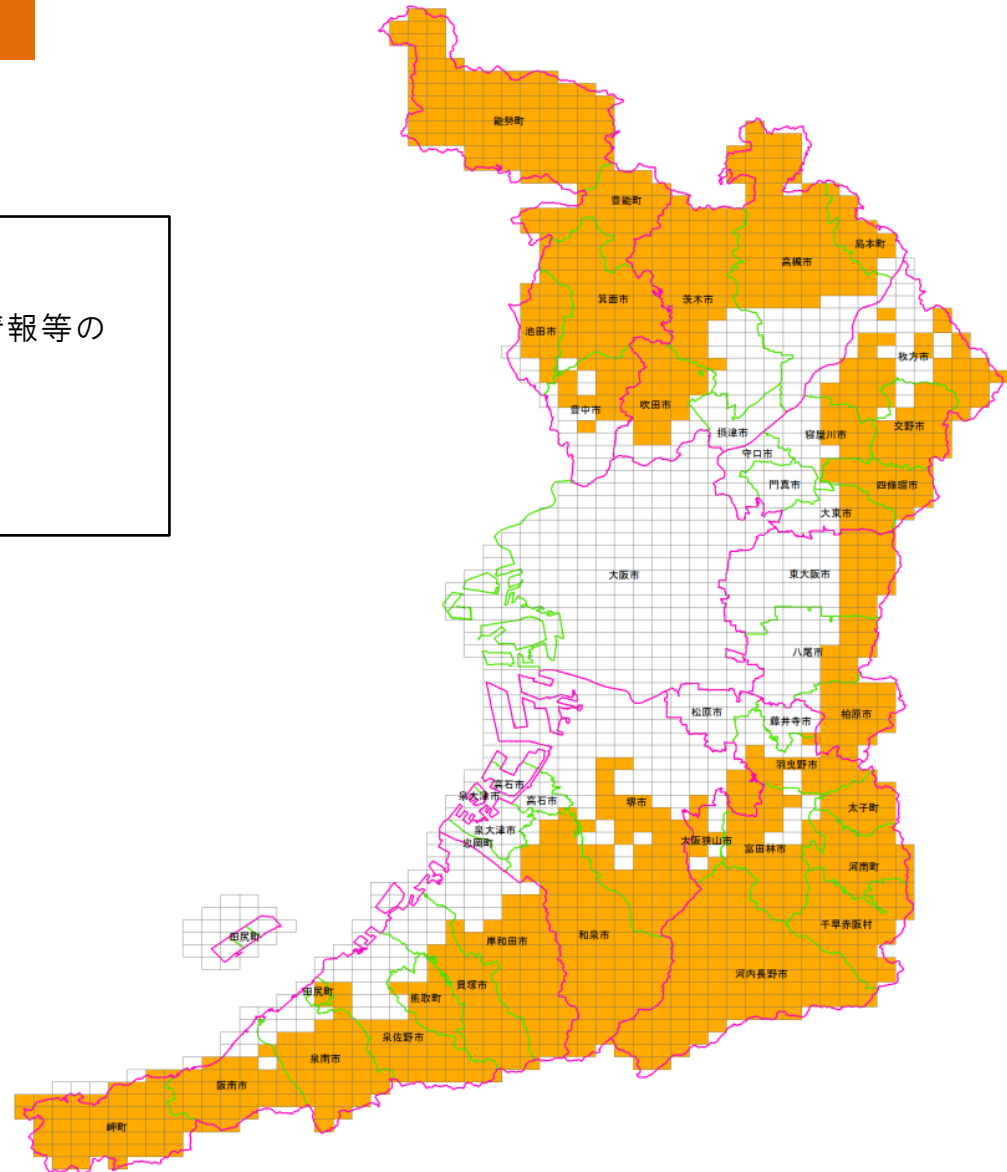 能勢町
豊能町
島本町
高槻市
箕面市
茨木市
情報等の
池田市
枚方市
豊中市
吹田市
交野市
摂津市
寝屋川市
守口市
門真市
四條畷市
大東市
大阪市
東大阪市
八尾市
松原市
藤井寺市
柏原市
羽曳野市
高石市
泉大津市
高石市
堺市
太子町
泉大津市
忠岡町
大阪狭山市
富田林市
河南町
千早赤阪村
田尻町
岸和田市
和泉市
河内長野市
貝塚市
田尻町
熊取町
泉佐野市
泉南市
阪南市
岬町